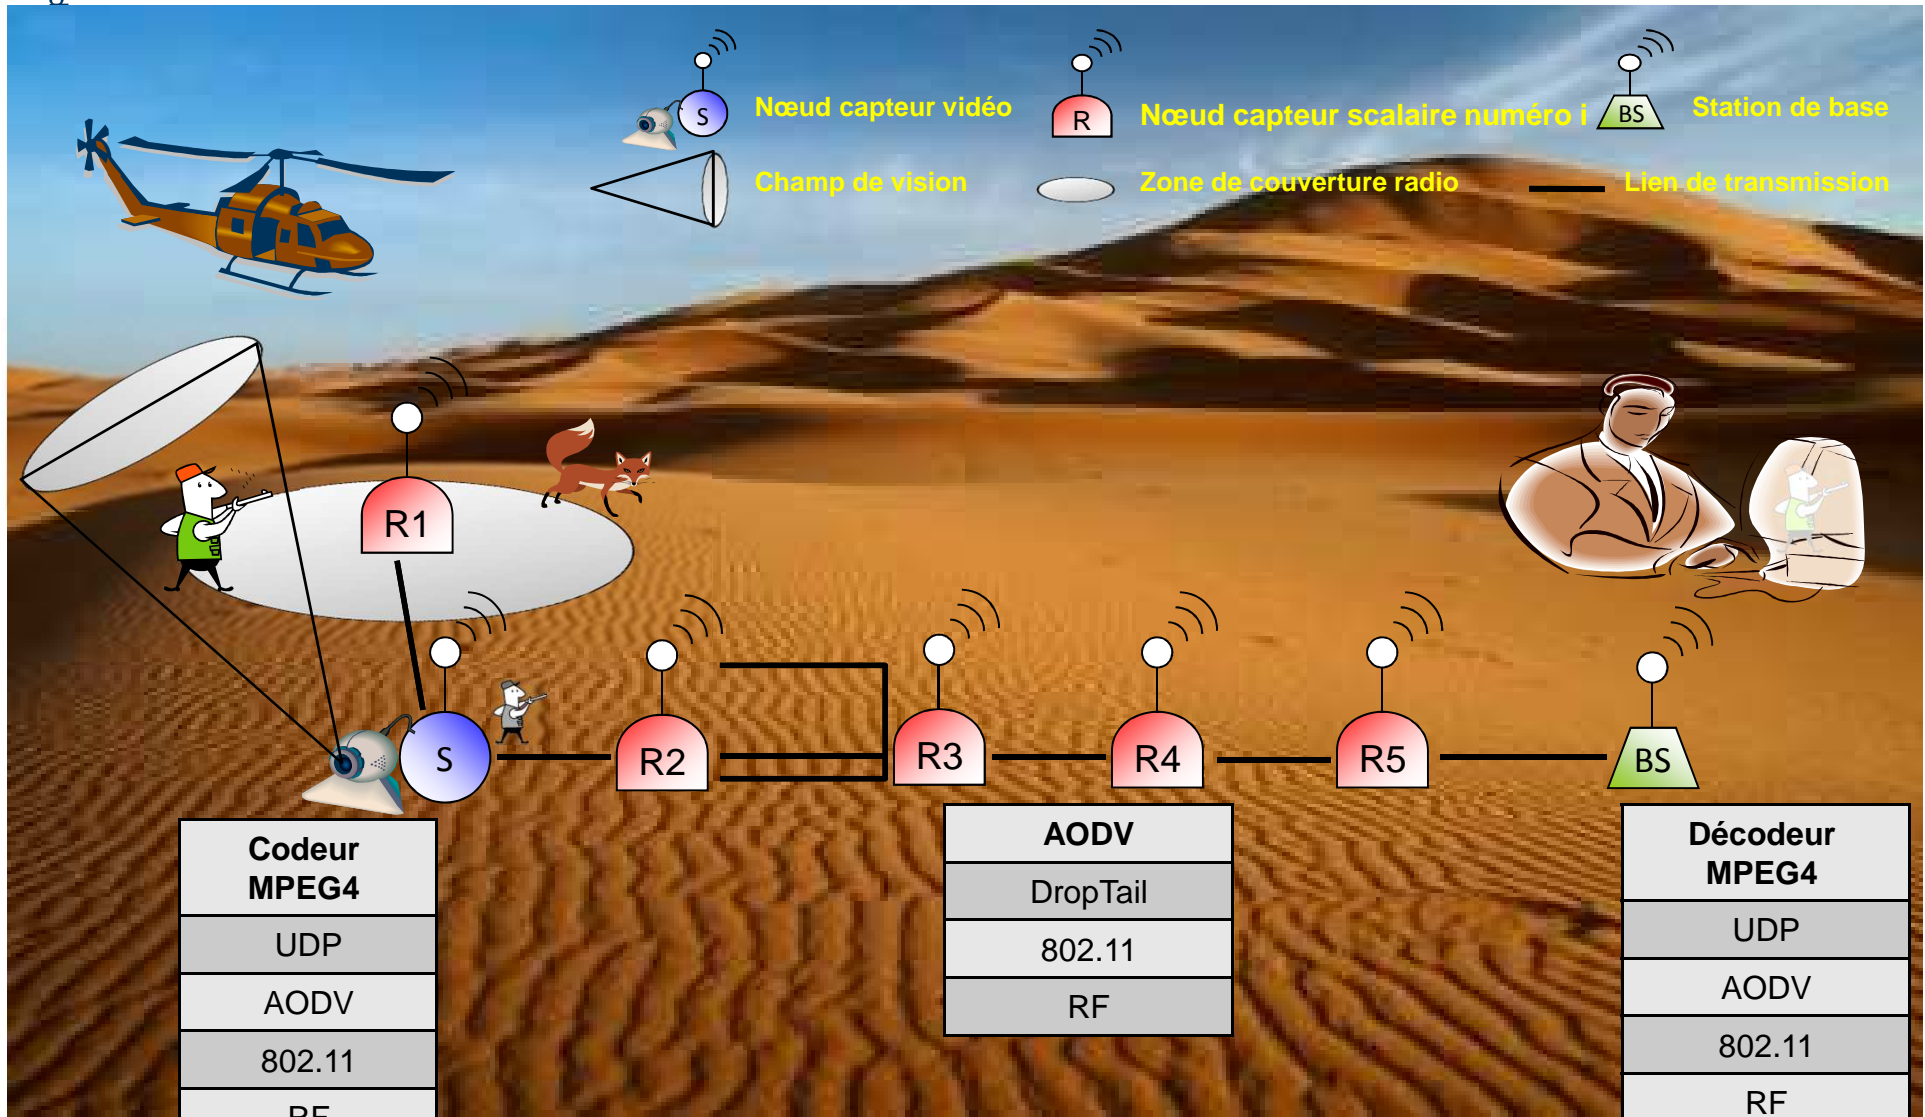 S
Nœud capteur vidéo
R
Nœud capteur scalaire numéro i
BS
Station de base
Champ de vision
Zone de couverture radio
Lien de transmission
R1
S
R2
R3
R4
R5
BS
Codeur
MPEG4
UDP
AODV
802.11
RF
AODV
DropTail
802.11
RF
Décodeur
MPEG4
UDP
AODV
802.11
RF